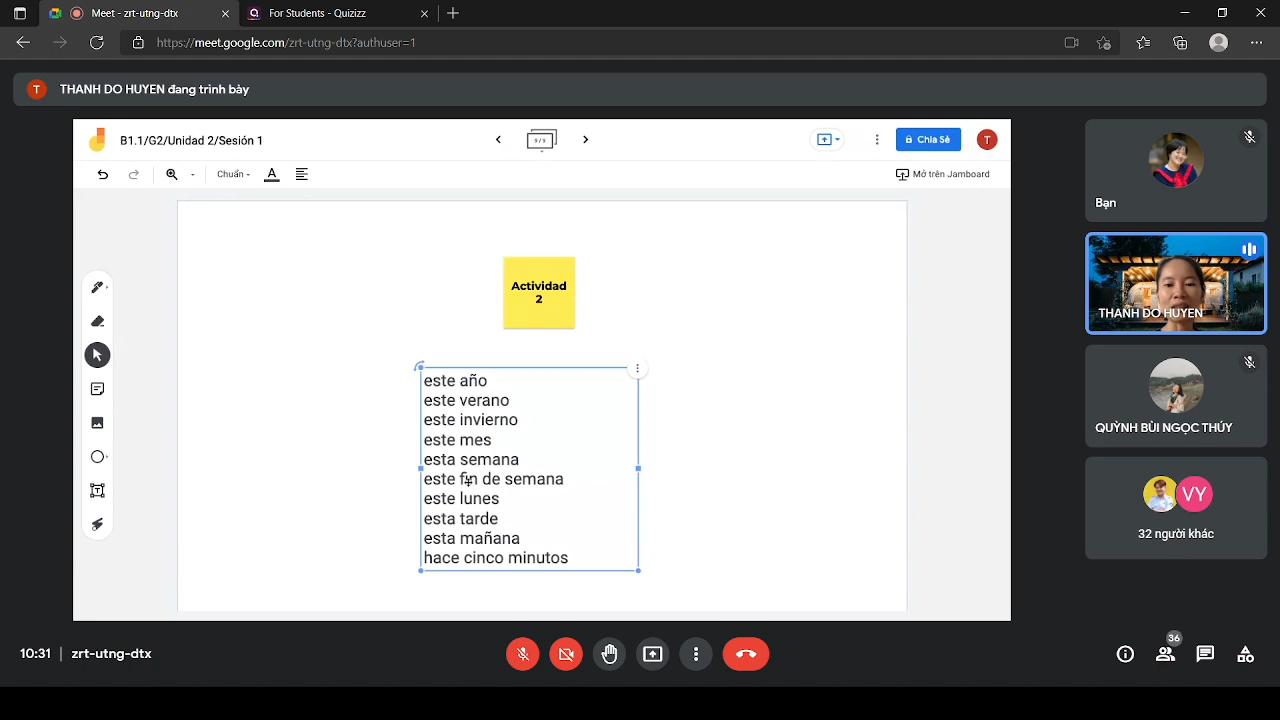 Meet - zrt-utng-dtx
For Students - Quizizz
https://meet.google.com/zrt-utng-dtx?authuser=1
T
THANH DO HUYEN đang trình bày
B1.1/G2/Unidad 2/Sesión 1
9/9
Chia Sẻ
T
Chuẩn
A
Mở trên Jamboard
Actividad
2
este año
este verano
este invierno
este mes
esta semana
este fin de semana
este lunes
esta tarde
esta mañana
hace cinco minutos
Bạn
THANH DO HUYEN
QUỲNH BÙI NGỌC THÚY
VY
32 người khác
10:31 | zrt-utng-dtx
36